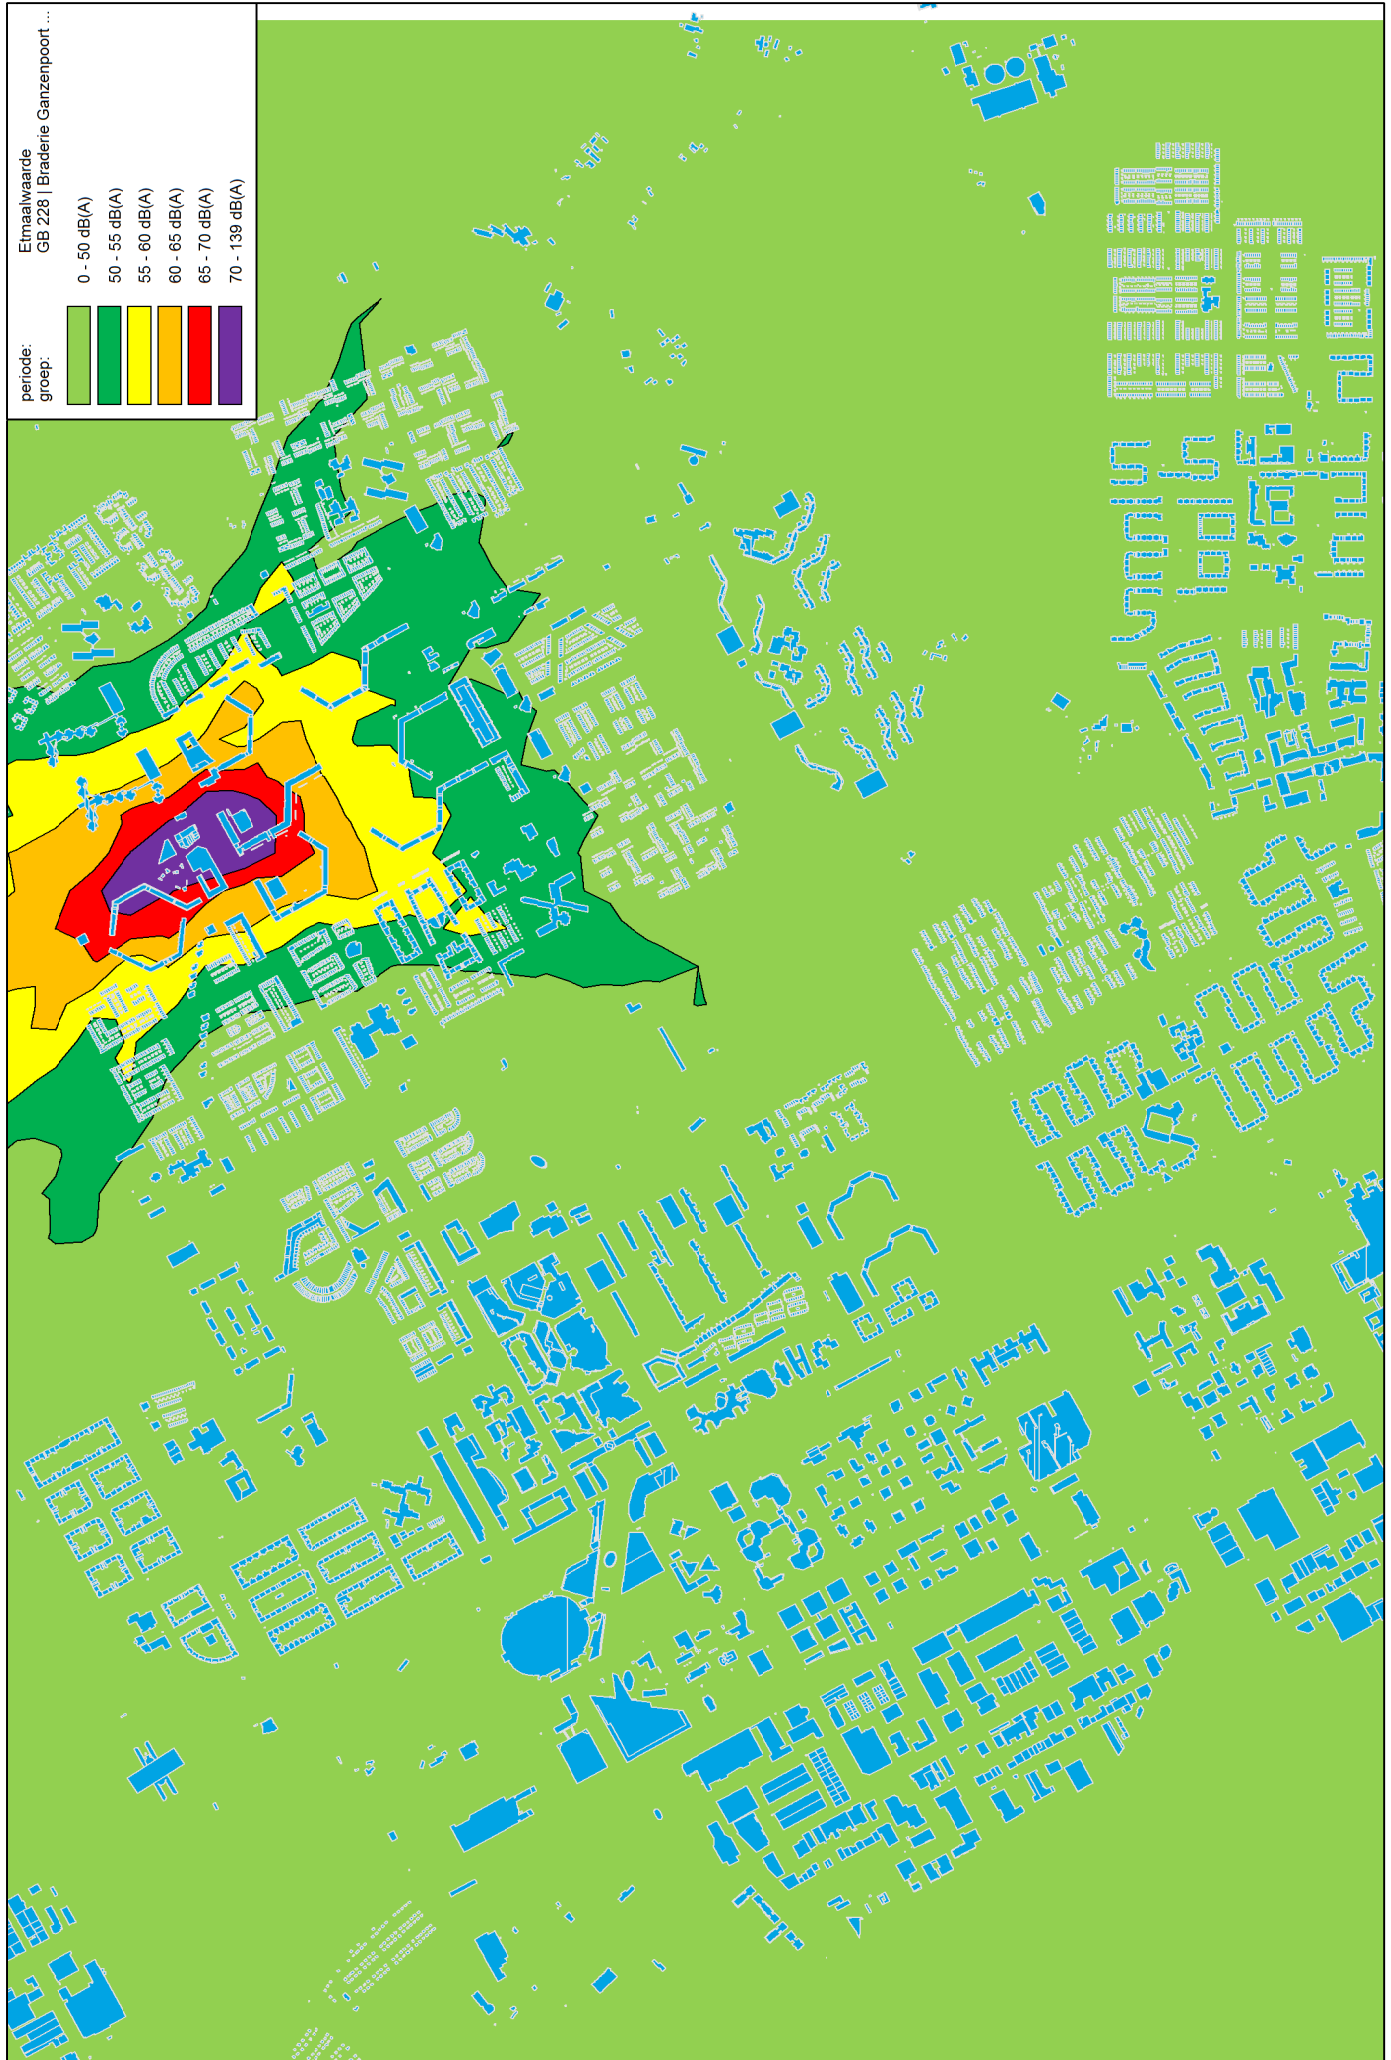 periode: Etmaalwaarde
groep: GB 228 | Braderie Ganzenpoort ...
0 - 50 dB(A)
50 - 55 dB(A)
55 - 60 dB(A)
60 - 65 dB(A)
65 - 70 dB(A)
70 - 139 dB(A)